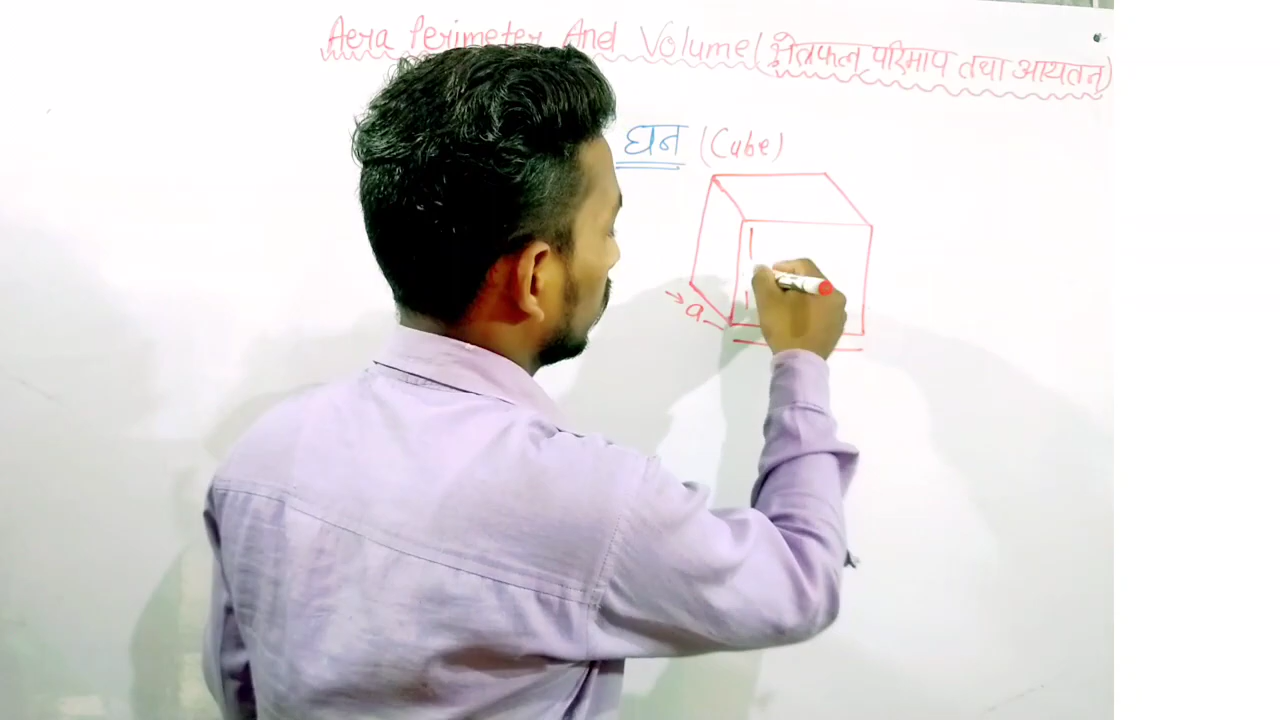 Aera Perimeter And Volume (क्षेत्रफल परिमाप तथा आयतन)
घन (Cube)
a